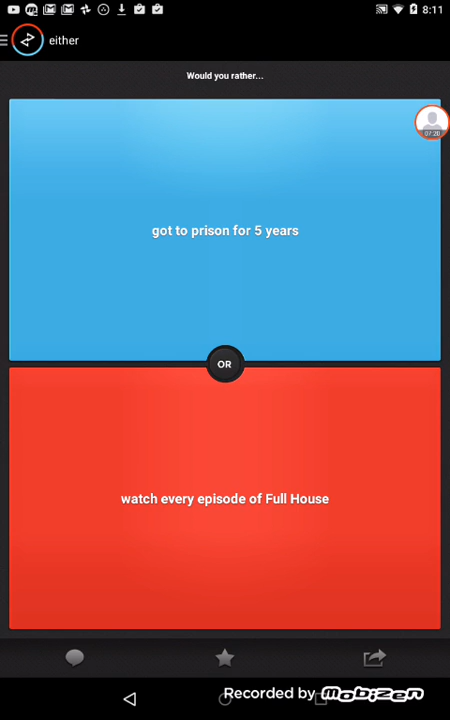 8:11
either
Would you rather...
07:20
got to prison for 5 years
OR
watch every episode of Full House
Recorded by Mobizen